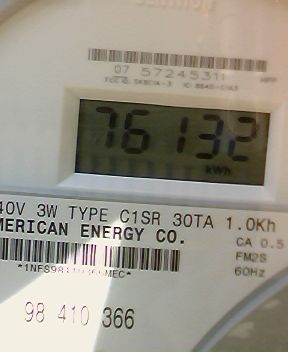 07 57245311
76132
kWh
40V 3W TYPE C1SR 30TA 1.0Kh
MERICAN ENERGY CO.
CA 0.5
FM2S
60Hz
98 410 366